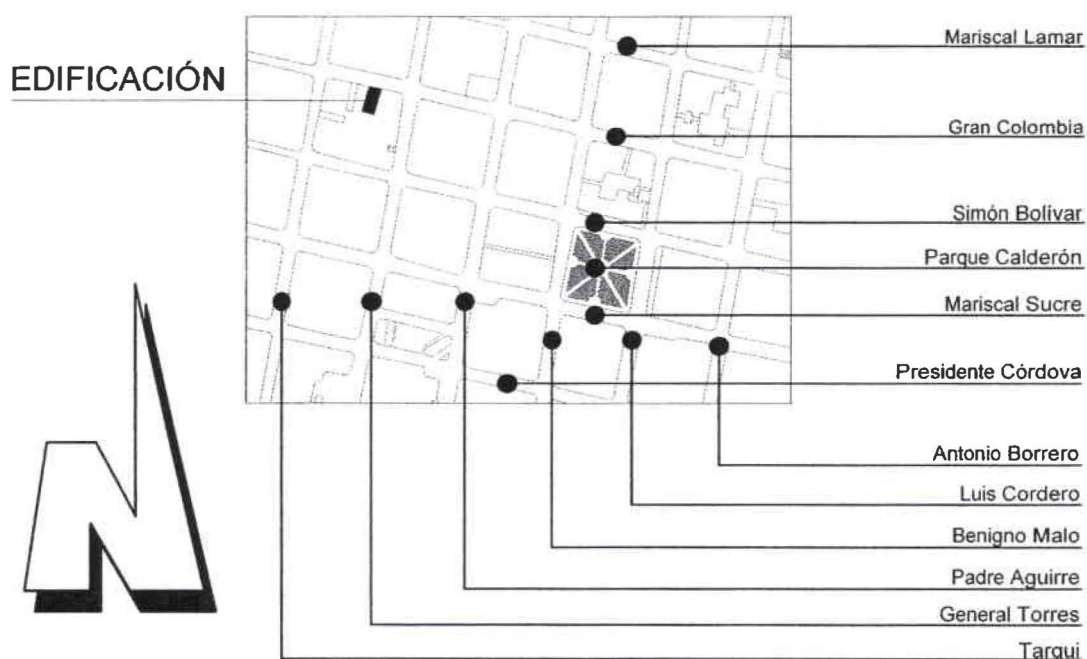 Mariscal Lamar
EDIFICACIÓN
Gran Colombia
Simón Bolívar
Parque Calderón
Mariscal Sucre
Presidente Córdova
Antonio Borrero
Luis Cordero
Benigno Malo
Padre Aguirre
General Torres
Tarqui
N